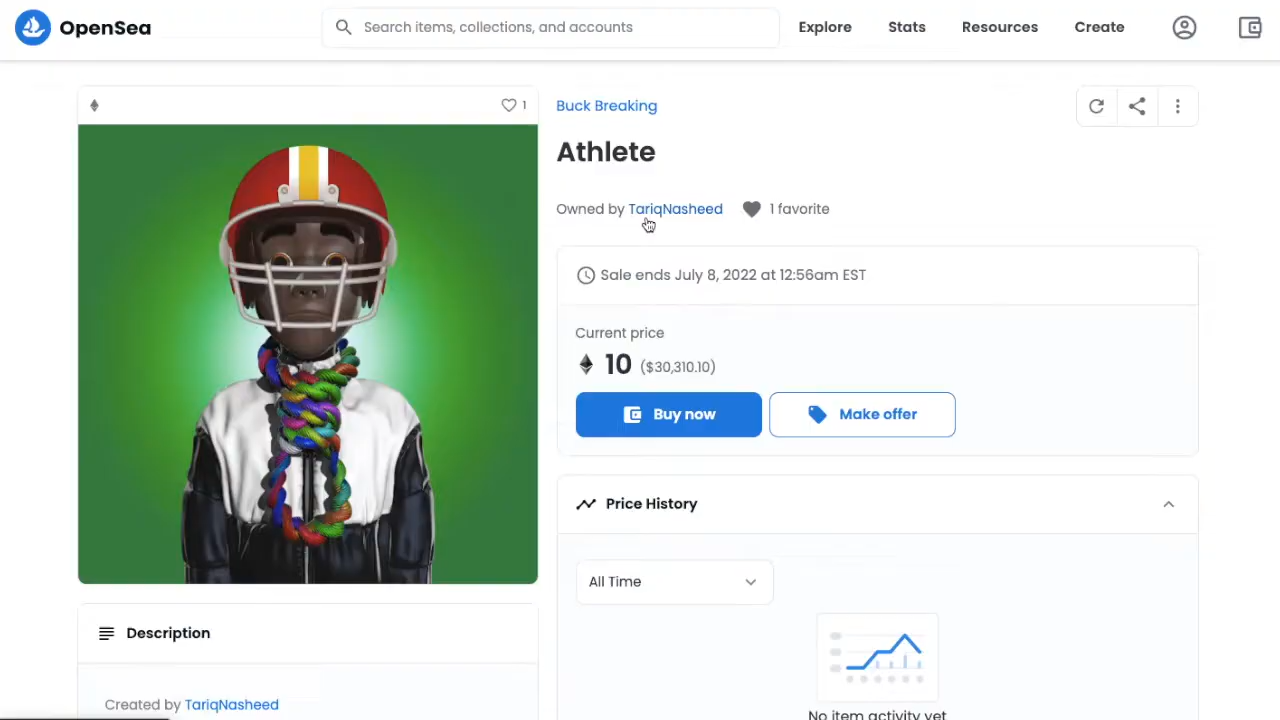 OpenSea
Search items, collections, and accounts
Explore
Stats
Resources
Create
1
Buck Breaking
Athlete
Owned by TariqNasheed
1 favorite
Sale ends July 8, 2022 at 12:56am EST
Current price
10 ($30,310.10)
Buy now
Make offer
Price History
All Time
Description
Created by TariqNasheed
No item activity yet